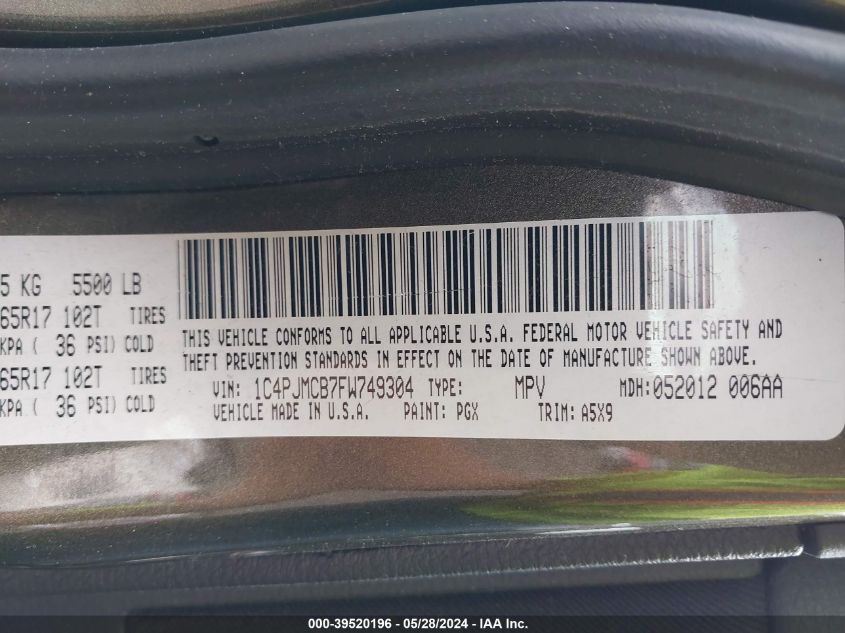 5 KG 5500 LB
65R17 102T TIRES
KPA ( 36 PSI) COLD
65R17 102T TIRES
KPA ( 36 PSI) COLD
THIS VEHICLE CONFORMS TO ALL APPLICABLE U.S.A. FEDERAL MOTOR VEHICLE SAFETY AND
THEFT PREVENTION STANDARDS IN EFFECT ON THE DATE OF MANUFACTURE SHOWN ABOVE.
VIN: 1C4PJMCB7FW749304 TYPE: MPV MDH:052012 006AA
VEHICLE MADE IN U.S.A. PAINT: PGX TRIM: A5X9
000-39520196 - 05/28/2024 - IAA Inc.